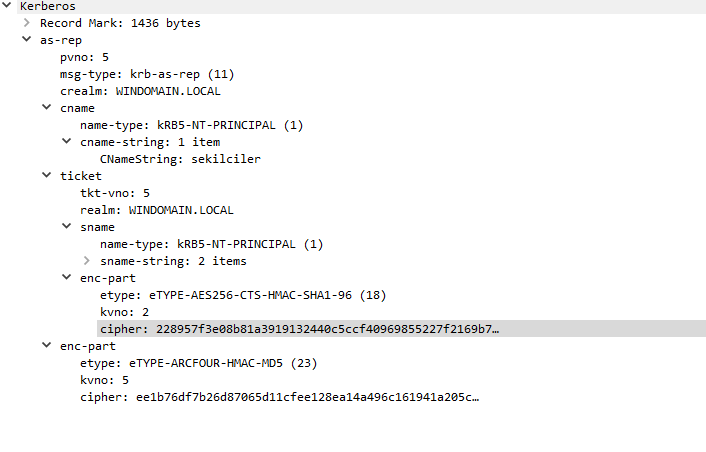 Kerberos
Record Mark: 1436 bytes
as-rep
pvno: 5
msg-type: krb-as-rep (11)
crealm: WINDOMAIN.LOCAL
cname
name-type: kRB5-NT-PRINCIPAL (1)
cname-string: 1 item
CNameString: sekilciler
ticket
tkt-vno: 5
realm: WINDOMAIN.LOCAL
sname
name-type: kRB5-NT-PRINCIPAL (1)
sname-string: 2 items
enc-part
etype: eTYPE-AES256-CTS-HMAC-SHA1-96 (18)
kvno: 2
cipher: 228957f3e08b81a3919132440c5ccf40969855227f2169b7…
enc-part
etype: eTYPE-ARCFOUR-HMAC-MD5 (23)
kvno: 5
cipher: ee1b76df7b26d87065d11cfee128ea14a496c161941a205c…